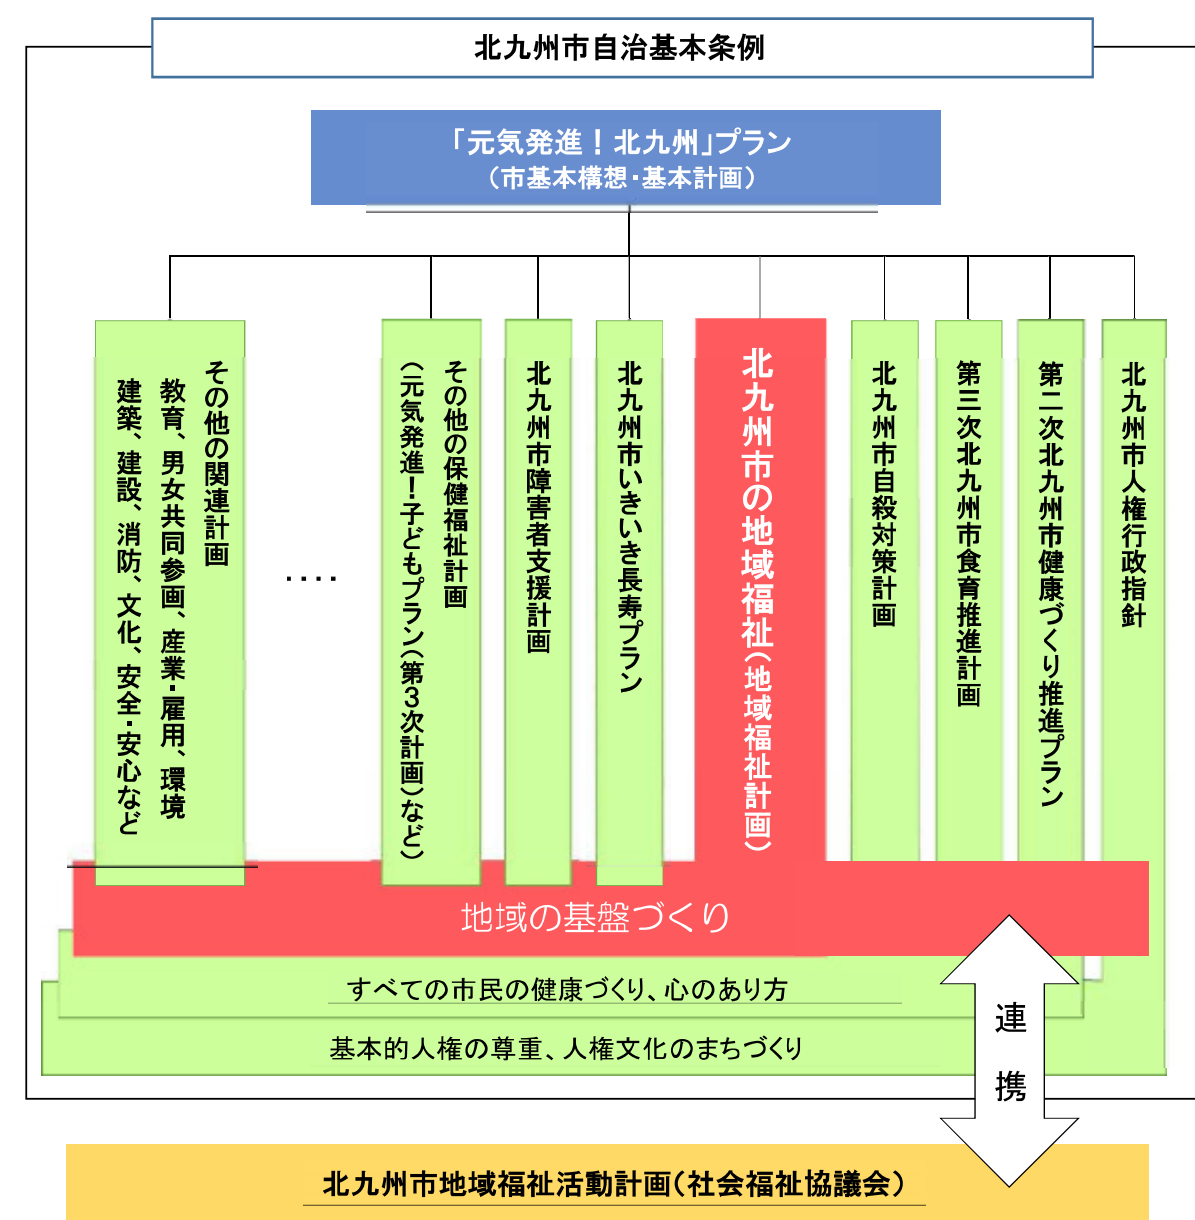 北九州市自治基本条例
「元気発進！北九州」プラン
（市基本構想・基本計画）
その他の関連計画
教育、男女共同参画、産業・雇用、環境
建築、建設、消防、文化、安全・安心など
････
その他の保健福祉計画
（元気発進！子どもプラン（第３次計画）など）
北九州市障害者支援計画
北九州市いきいき長寿プラン
北九州市の地域福祉（地域福祉計画）
北九州市自殺対策計画
第三次北九州市食育推進計画
第二次北九州市健康づくり推進プラン
北九州市人権行政指針
地域の基盤づくり
すべての市民の健康づくり、心のあり方
基本的人権の尊重、人権文化のまちづくり
連携
北九州市地域福祉活動計画（社会福祉協議会）